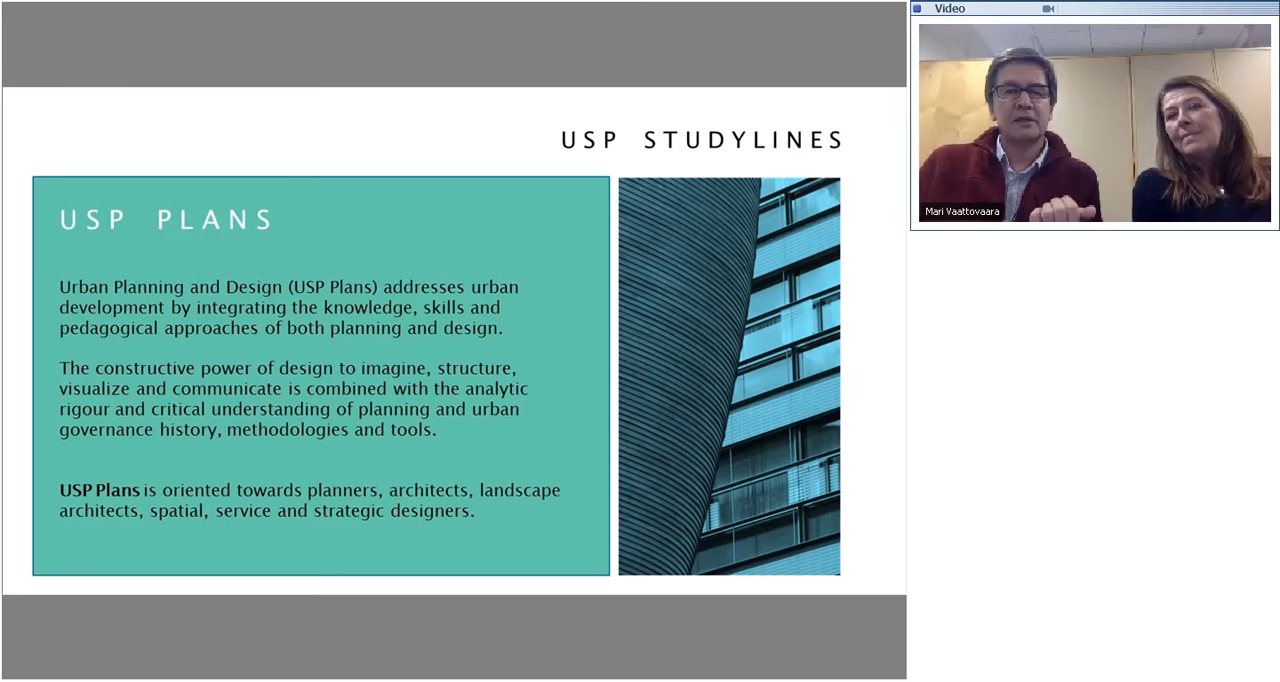 Video
USP STUDYLINES
USP PLANS
Urban Planning and Design (USP Plans) addresses urban
development by integrating the knowledge, skills and
pedagogical approaches of both planning and design.
The constructive power of design to imagine, structure,
visualize and communicate is combined with the analytic
rigour and critical understanding of planning and urban
governance history, methodologies and tools.
USP Plans is oriented towards planners, architects, landscape
architects, spatial, service and strategic designers.
Mari Vaattovaara